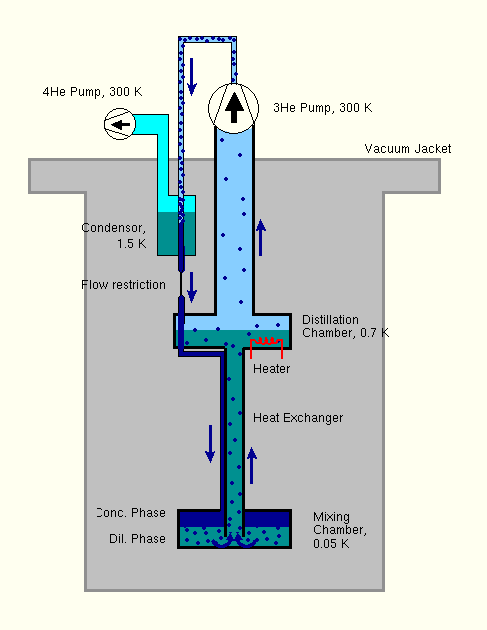 4He Pump, 300 K
3He Pump, 300 K
Vacuum Jacket
Condensor,
1.5 K
Flow restriction
Distillation
Chamber, 0.7 K
Heater
Heat Exchanger
Conc. Phase
Dil. Phase
Mixing
Chamber,
0.05 K